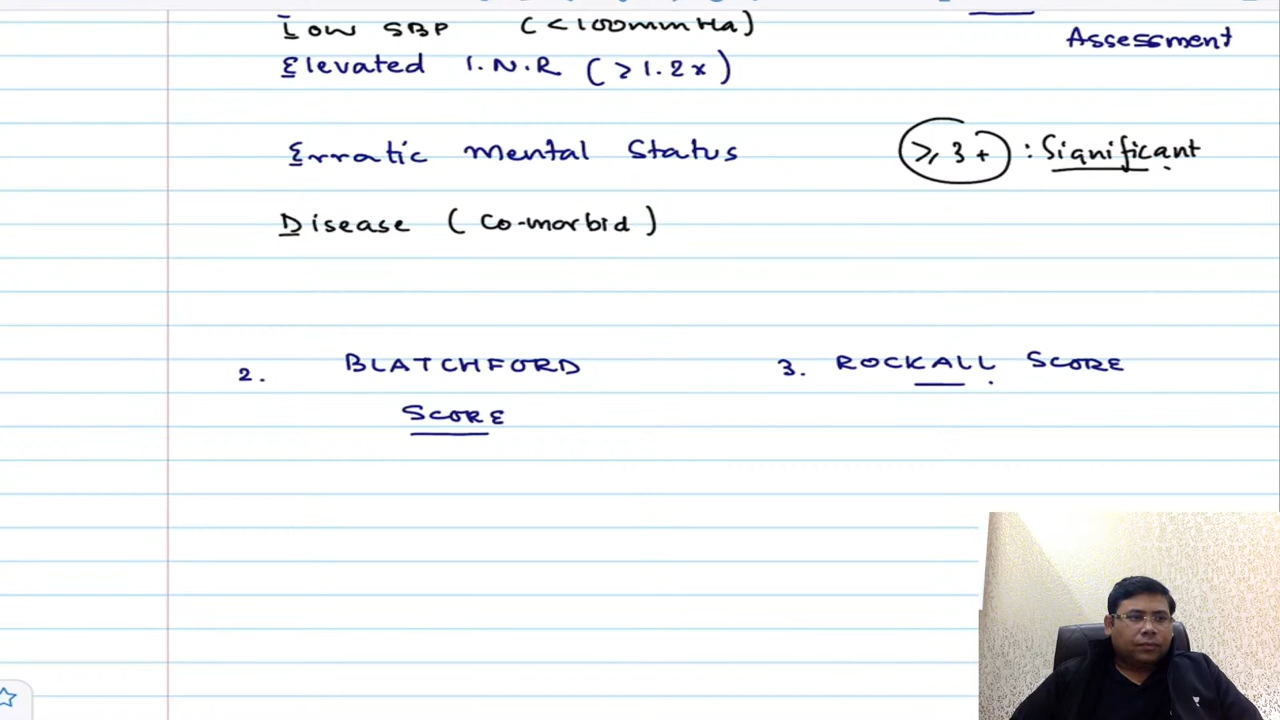 Low SBP (<100mmHg)
Assessment
Elevated I.N.R (>1.2x)
Erratic Mental Status
≥ 3+ : Significant
Disease (Co-morbid)
2. BLATCHFORD SCORE
3. ROCKALL SCORE